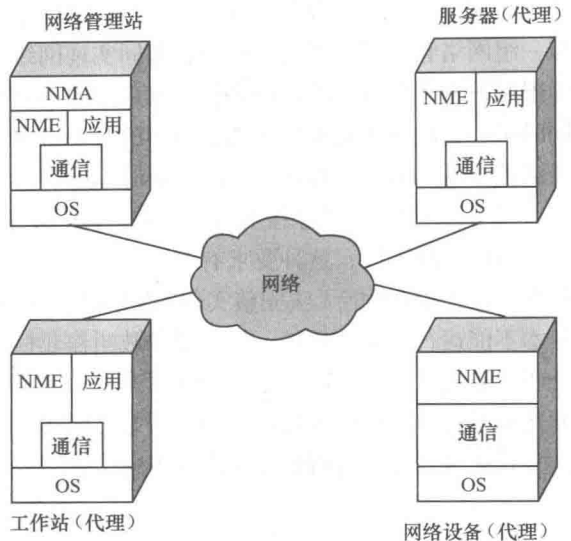 网络管理站
NMA
NME 应用
通信
OS
服务器(代理)
NME 应用
通信
OS
网络
NME 应用
通信
OS
工作站(代理)
NME
通信
OS
网络设备(代理)